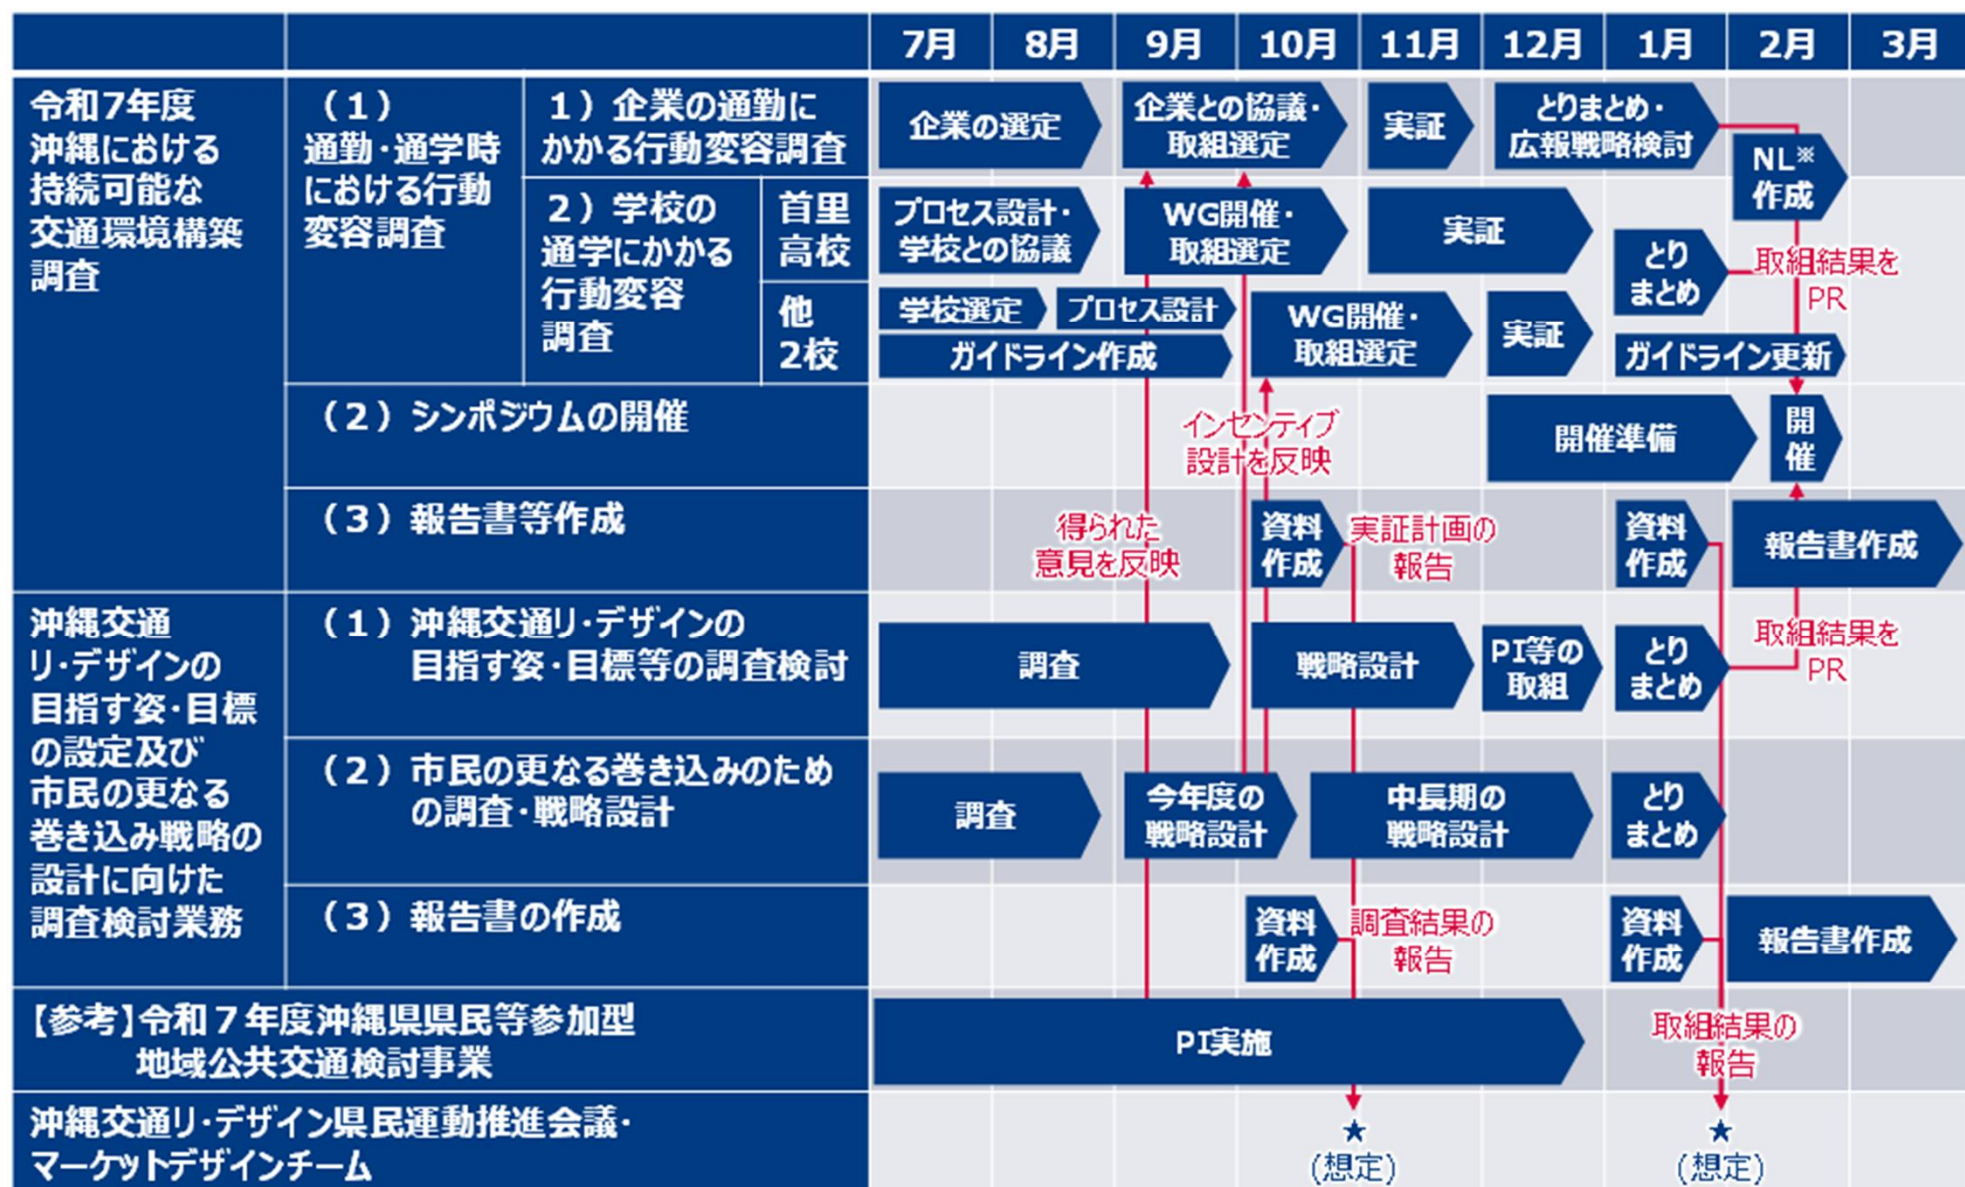 7月 8月 9月 10月 11月 12月 1月 2月 3月
令和7年度
沖縄における
持続可能な
交通環境構築
調査
（１）
通勤・通学時
における行動
変容調査
１）企業の通勤に
かかる行動変容調査
企業の選定
企業との協議・
取組選定
実証
とりまとめ・
広報戦略検討
NL※
作成
２）学校の
通学にかかる
行動変容
調査
首里
高校
プロセス設計・
学校との協議
WG開催・
取組選定
実証
とり
まとめ
取組結果を
PR
他
2校
学校選定
プロセス設計
ガイドライン作成
WG開催・
取組選定
実証
ガイドライン更新
（２）シンポジウムの開催
インセンティブ
設計を反映
開催準備
開
催
（３）報告書等作成
得られた
意見を反映
資料
作成
実証計画の
報告
資料
作成
報告書作成
沖縄交通
リ・デザインの
目指す姿・目標
の設定及び
市民の更なる
巻き込み戦略の
設計に向けた
調査検討業務
（１）沖縄交通リ・デザインの
目指す姿・目標等の調査検討
調査
戦略設計
PI等の
取組
とり
まとめ
取組結果を
PR
（２）市民の更なる巻き込みのため
の調査・戦略設計
調査
今年度の
戦略設計
中長期の
戦略設計
とり
まとめ
（３）報告書の作成
資料
作成
調査結果の
報告
資料
作成
報告書作成
【参考】令和７年度沖縄県県民等参加型
地域公共交通検討事業
PI実施
取組結果の
報告
沖縄交通リ・デザイン県民運動推進会議・
マーケットデザインチーム
★
(想定)
★
(想定)